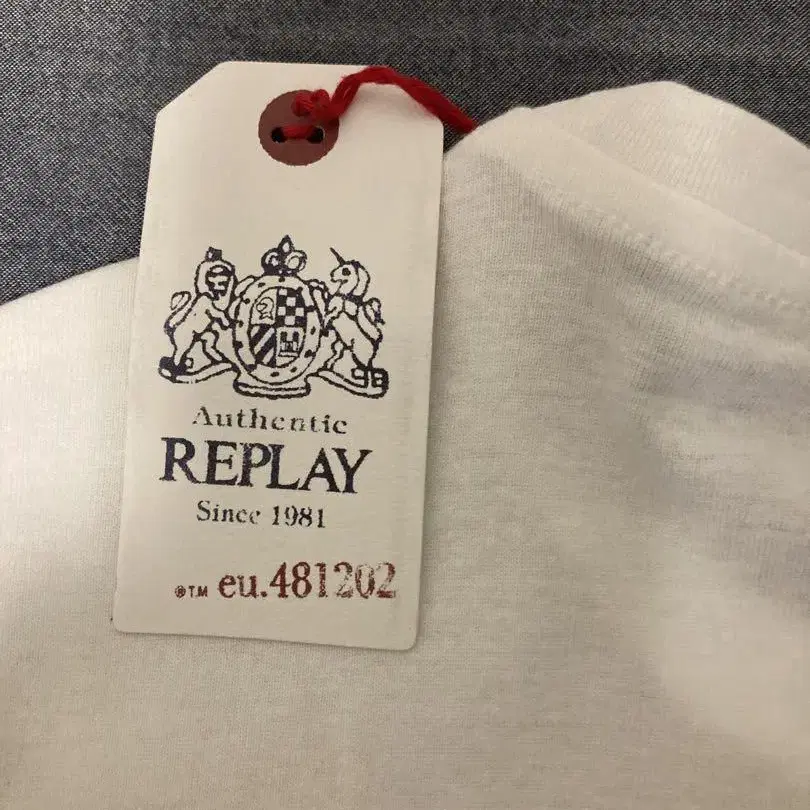 Authentic
REPLAY
Since 1981
®TM eu.481202